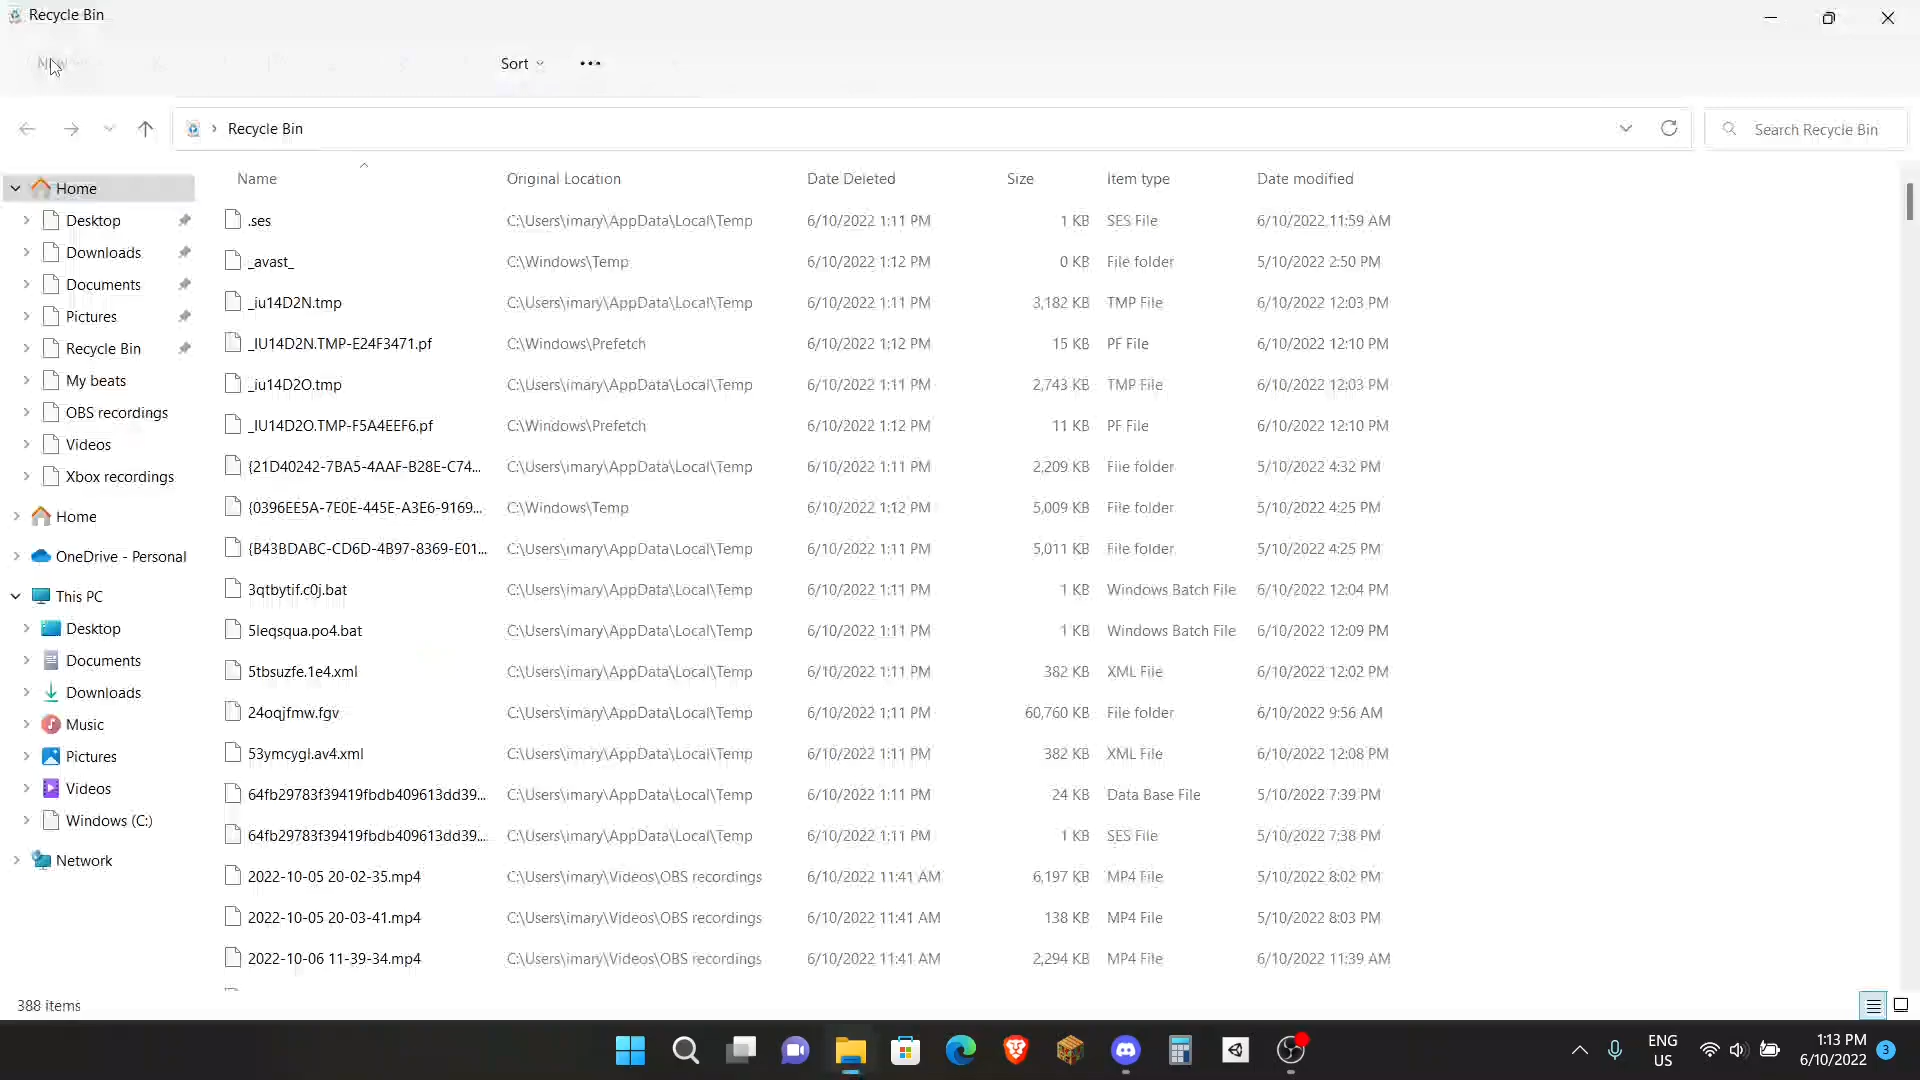 Recycle Bin
New
Sort
Recycle Bin
Search Recycle Bin
Name Original Location Date Deleted Size Item type Date modified
Home
Desktop
Downloads
Documents
Pictures
Recycle Bin
My beats
OBS recordings
Videos
Xbox recordings
Home
OneDrive - Personal
This PC
Desktop
Documents
Downloads
Music
Pictures
Videos
Windows (C:)
Network
.ses C:\Users\imary\AppData\Local\Temp 6/10/2022 1:11 PM 1 KB SES File 6/10/2022 11:59 AM
_avast_ C:\Windows\Temp 6/10/2022 1:12 PM 0 KB File folder 5/10/2022 2:50 PM
_iu14D2N.tmp C:\Users\imary\AppData\Local\Temp 6/10/2022 1:11 PM 3,182 KB TMP File 6/10/2022 12:03 PM
_IU14D2N.TMP-E24F3471.pf C:\Windows\Prefetch 6/10/2022 1:12 PM 15 KB PF File 6/10/2022 12:10 PM
_iu14D2O.tmp C:\Users\imary\AppData\Local\Temp 6/10/2022 1:11 PM 2,743 KB TMP File 6/10/2022 12:03 PM
_IU14D2O.TMP-F5A4EEF6.pf C:\Windows\Prefetch 6/10/2022 1:12 PM 11 KB PF File 6/10/2022 12:10 PM
{21D40242-7BA5-4AAF-B28E-C74... C:\Users\imary\AppData\Local\Temp 6/10/2022 1:11 PM 2,209 KB File folder 5/10/2022 4:32 PM
{0396EE5A-7E0E-445E-A3E6-9169... C:\Windows\Temp 6/10/2022 1:12 PM 5,009 KB File folder 5/10/2022 4:25 PM
{B43BDABC-CD6D-4B97-8369-E01... C:\Users\imary\AppData\Local\Temp 6/10/2022 1:11 PM 5,011 KB File folder 5/10/2022 4:25 PM
3qtbytif.c0j.bat C:\Users\imary\AppData\Local\Temp 6/10/2022 1:11 PM 1 KB Windows Batch File 6/10/2022 12:04 PM
5leqsqua.po4.bat C:\Users\imary\AppData\Local\Temp 6/10/2022 1:11 PM 1 KB Windows Batch File 6/10/2022 12:09 PM
5tbsuzfe.1e4.xml C:\Users\imary\AppData\Local\Temp 6/10/2022 1:11 PM 382 KB XML File 6/10/2022 12:02 PM
24oqjfmw.fgv C:\Users\imary\AppData\Local\Temp 6/10/2022 1:11 PM 60,760 KB File folder 6/10/2022 9:56 AM
53ymcygl.av4.xml C:\Users\imary\AppData\Local\Temp 6/10/2022 1:11 PM 382 KB XML File 6/10/2022 12:08 PM
64fb29783f39419fbdb409613dd39... C:\Users\imary\AppData\Local\Temp 6/10/2022 1:11 PM 24 KB Data Base File 5/10/2022 7:39 PM
64fb29783f39419fbdb409613dd39... C:\Users\imary\AppData\Local\Temp 6/10/2022 1:11 PM 1 KB SES File 5/10/2022 7:38 PM
2022-10-05 20-02-35.mp4 C:\Users\imary\Videos\OBS recordings 6/10/2022 11:41 AM 6,197 KB MP4 File 5/10/2022 8:02 PM
2022-10-05 20-03-41.mp4 C:\Users\imary\Videos\OBS recordings 6/10/2022 11:41 AM 138 KB MP4 File 5/10/2022 8:03 PM
2022-10-06 11-39-34.mp4 C:\Users\imary\Videos\OBS recordings 6/10/2022 11:41 AM 2,294 KB MP4 File 6/10/2022 11:39 AM
388 items
ENG
US
1:13 PM
6/10/2022
3